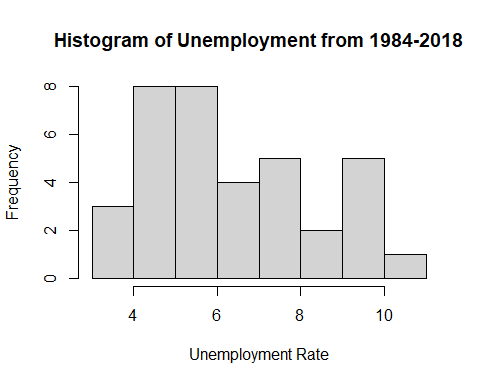 Histogram of Unemployment from 1984-2018
8
6
4
2
0
Frequency
4 6 8 10
Unemployment Rate